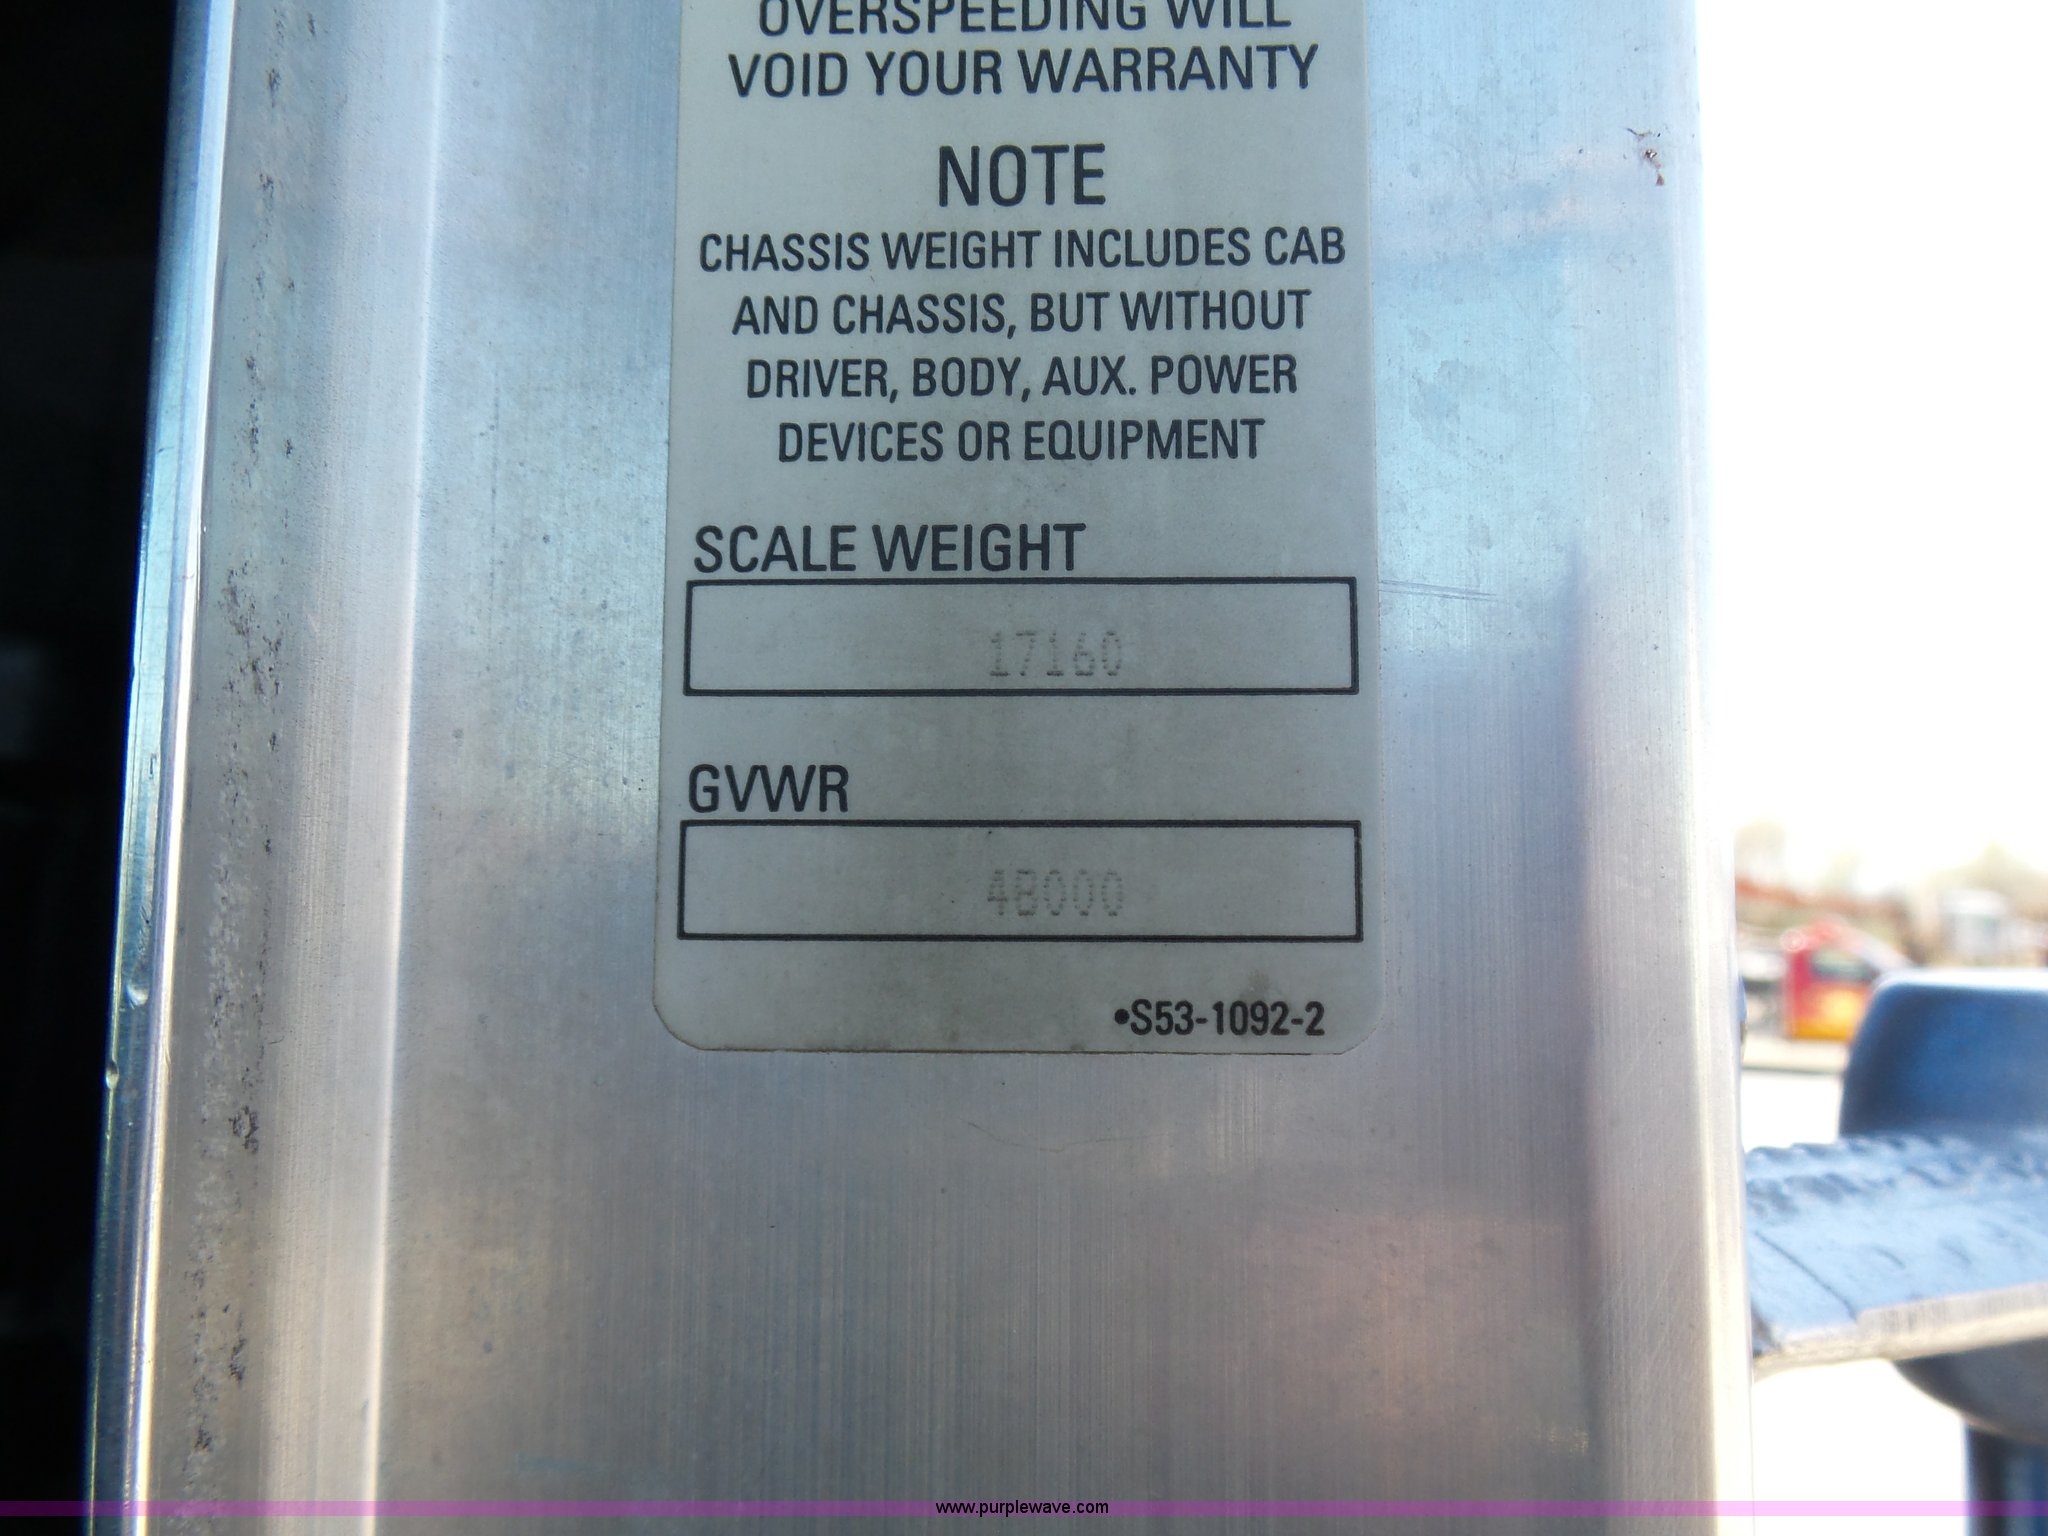 OVERSPEEDING WILL
VOID YOUR WARRANTY
NOTE
CHASSIS WEIGHT INCLUDES CAB
AND CHASSIS, BUT WITHOUT
DRIVER, BODY, AUX. POWER
DEVICES OR EQUIPMENT
SCALE WEIGHT
17160
GVWR
48000
•S53-1092-2
www.purplewave.com